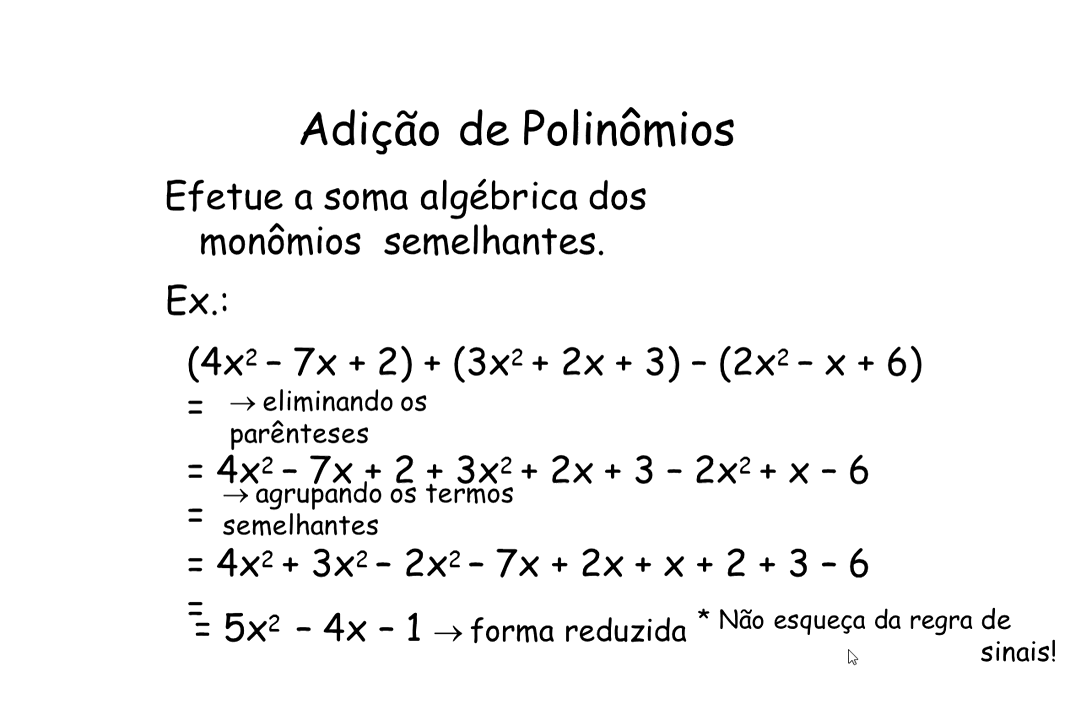 Adição de Polinômios
Efetue a soma algébrica dos
monômios semelhantes.
Ex.:
(4x² – 7x + 2) + (3x² + 2x + 3) – (2x² – x + 6)
= → eliminando os
parênteses
= 4x² – 7x + 2 + 3x² + 2x + 3 – 2x² + x – 6
→ agrupando os termos
= semelhantes
= 4x² + 3x² – 2x² – 7x + 2x + x + 2 + 3 – 6
=
= 5x² – 4x – 1 → forma reduzida * Não esqueça da regra de
sinais!